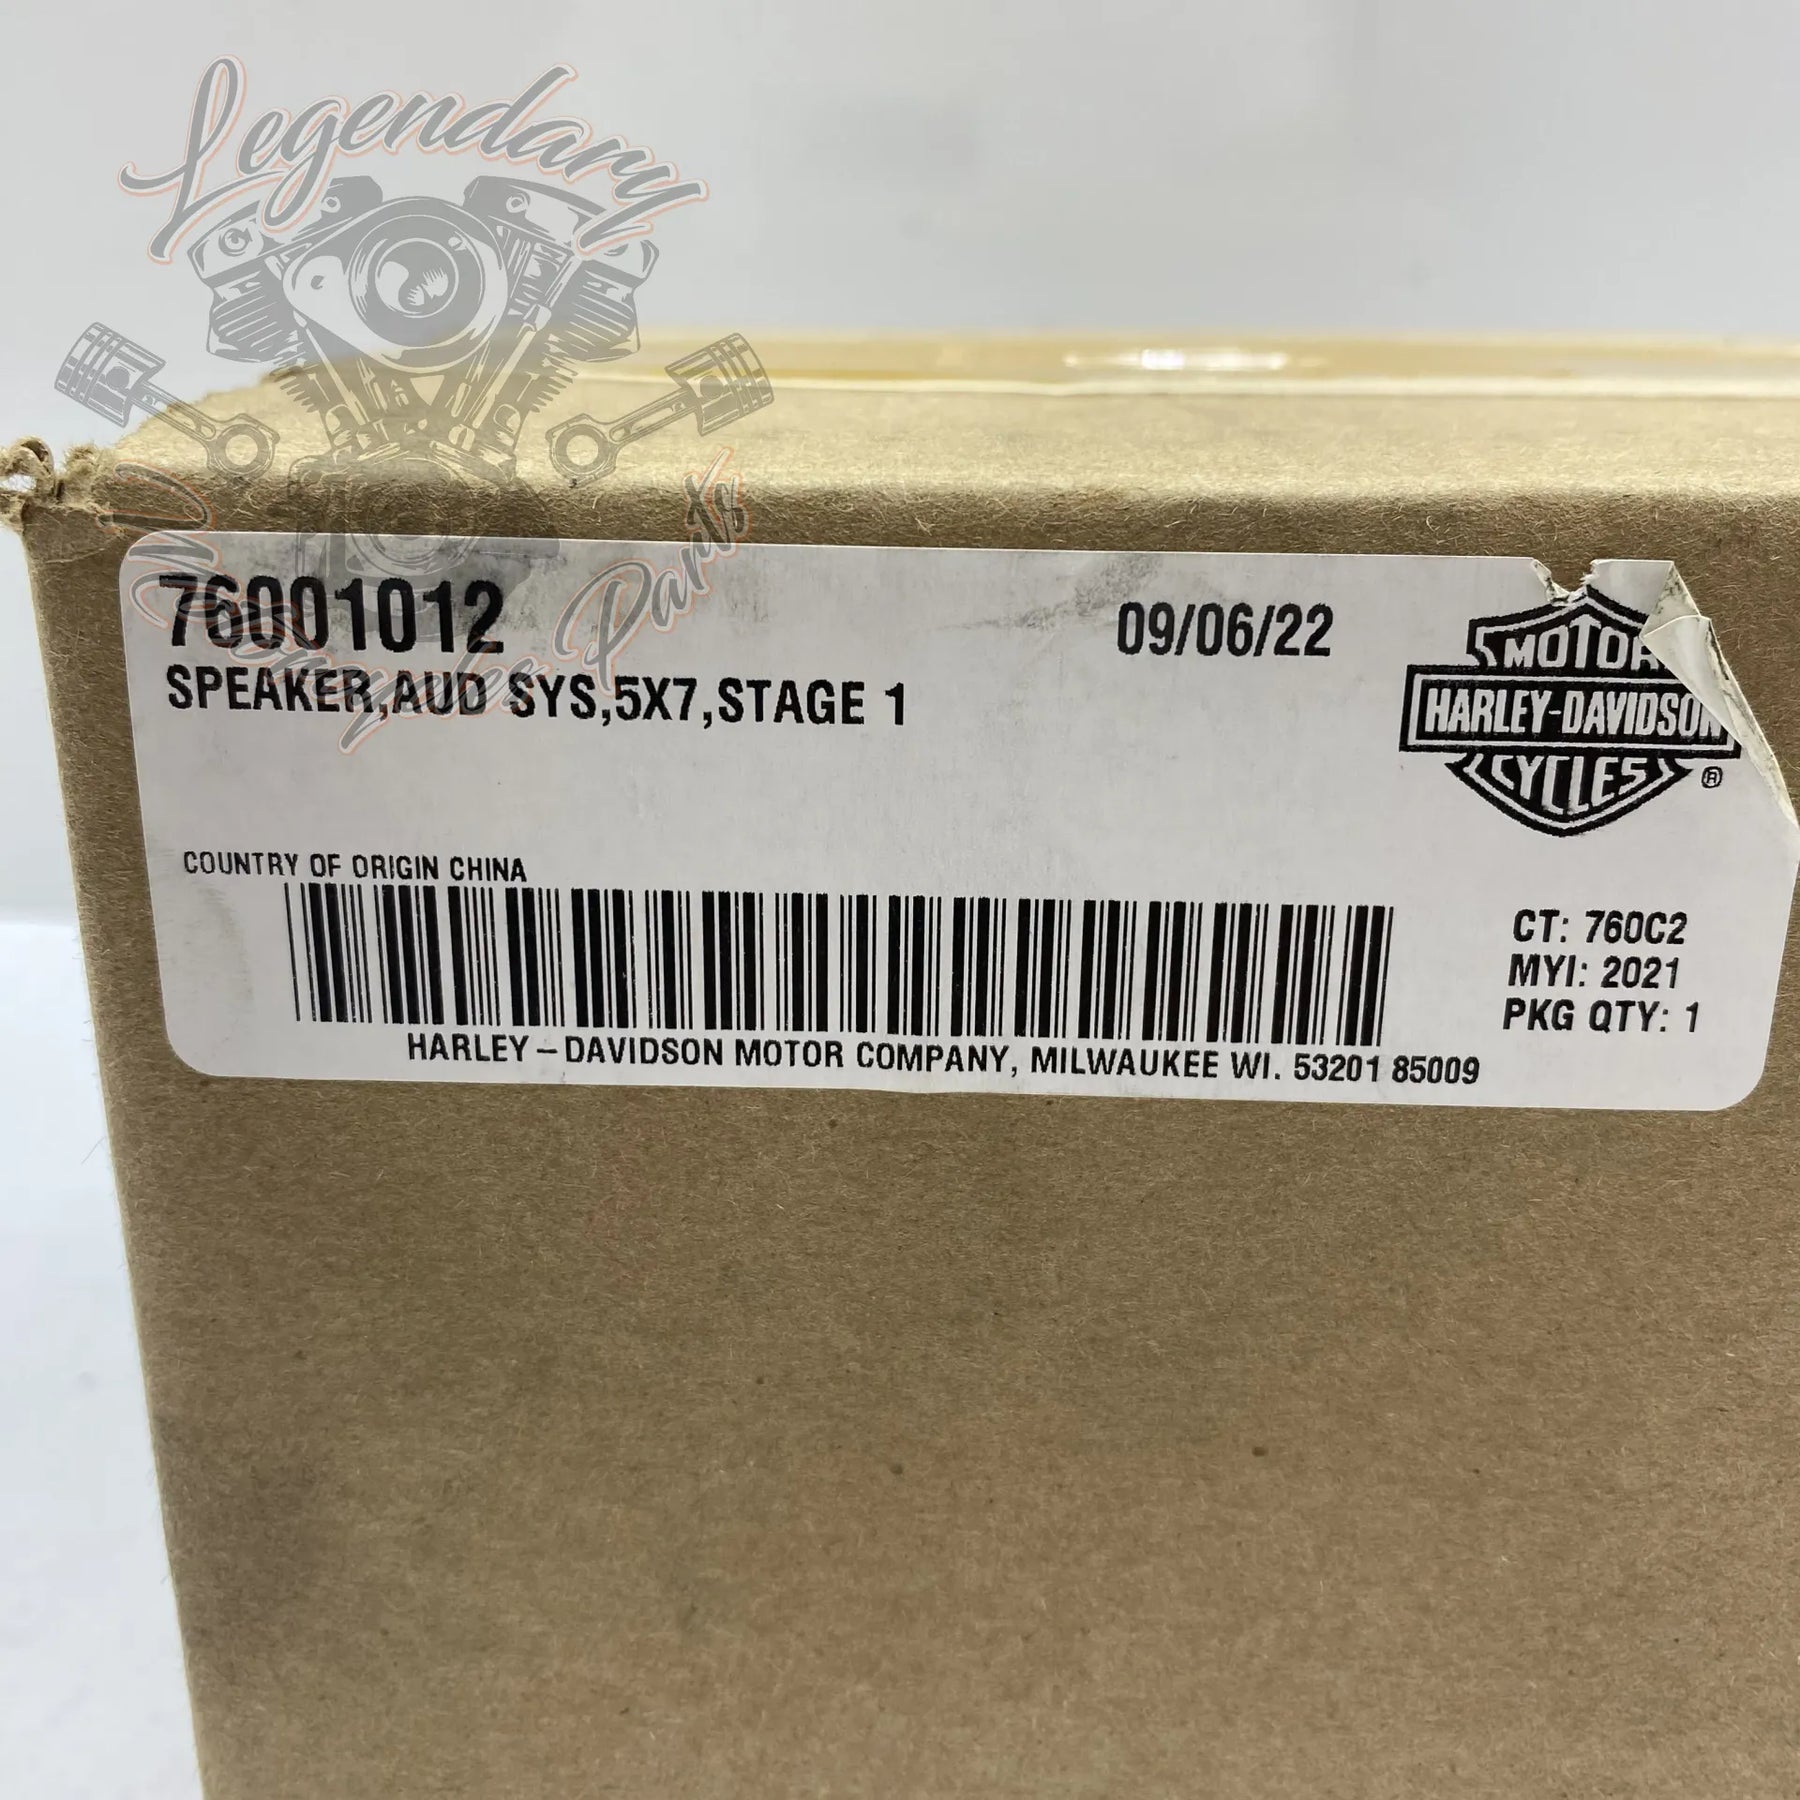 Legendary
W Cycles Parts
76001012
09/06/22
SPEAKER,AUD SYS,5X7,STAGE 1
MOTOR
HARLEY-DAVIDSON
CYCLES
®
COUNTRY OF ORIGIN CHINA
CT: 760C2
MYI: 2021
PKG QTY: 1
HARLEY-DAVIDSON MOTOR COMPANY, MILWAUKEE WI. 53201 85009